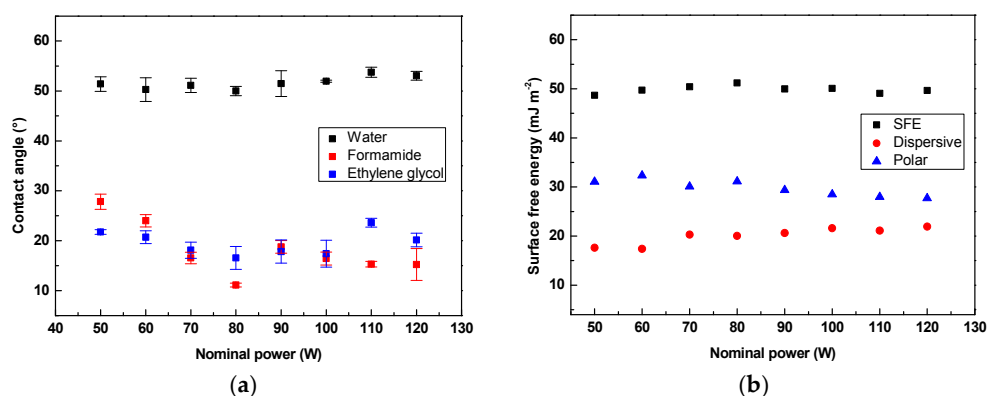 60
50
40
30
20
10
Contact angle (°)
Water
Formamide
Ethylene glycol
40 50 60 70 80 90 100 110 120 130
Nominal power (W)
(a)
60
50
40
30
20
10
Surface free energy (mJ m⁻²)
SFE
Dispersive
Polar
50 60 70 80 90 100 110 120 130
Nominal power (W)
(b)